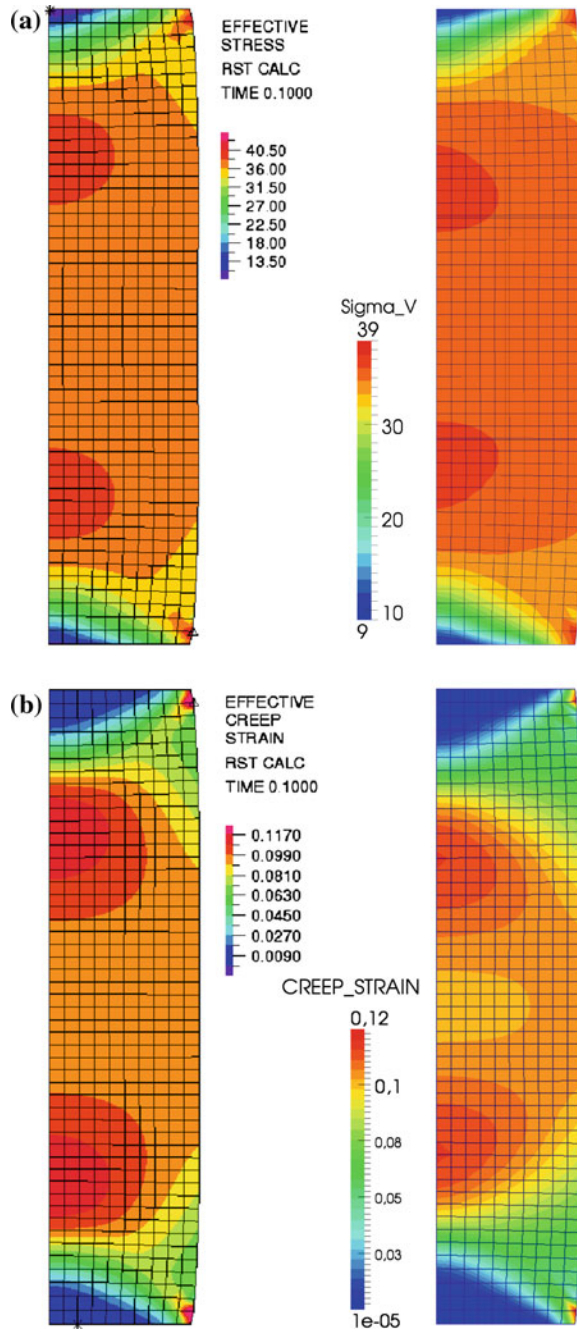 (a)
EFFECTIVE
STRESS
RST CALC
TIME 0.1000
40.50
36.00
31.50
27.00
22.50
18.00
13.50
Sigma_V
39
30
20
10
9
(b)
EFFECTIVE
CREEP
STRAIN
RST CALC
TIME 0.1000
0.1170
0.0990
0.0810
0.0630
0.0450
0.0270
0.0090
CREEP_STRAIN
0,12
0,1
0,08
0,05
0,03
1e-05